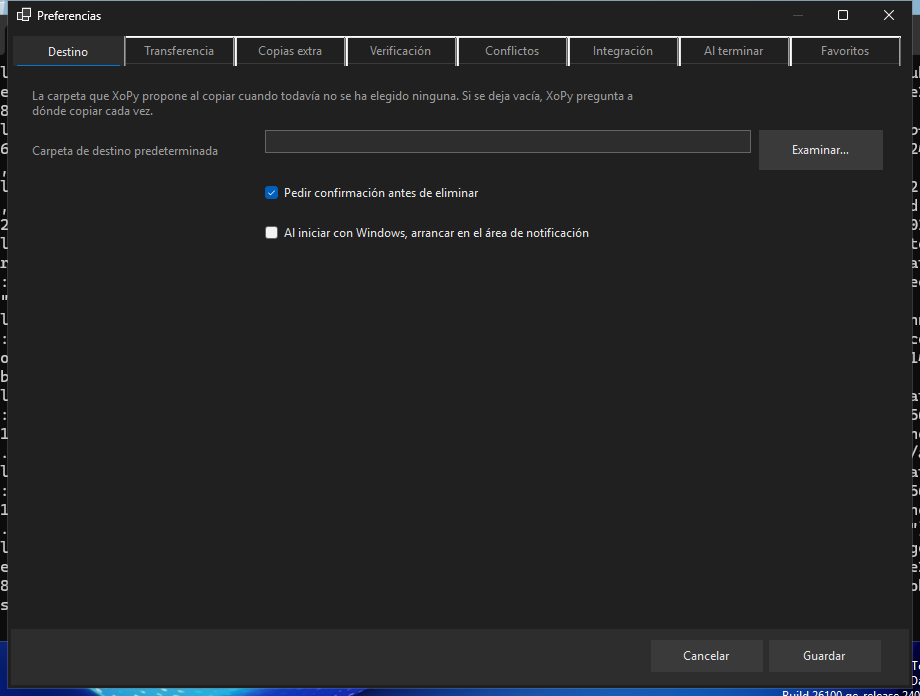 Preferencias
Destino
Transferencia
Copias extra
Verificación
Conflictos
Integración
Al terminar
Favoritos
La carpeta que XoPy propone al copiar cuando todavía no se ha elegido ninguna. Si se deja vacía, XoPy pregunta a
dónde copiar cada vez.
Carpeta de destino predeterminada
Examinar...
Pedir confirmación antes de eliminar
Al iniciar con Windows, arrancar en el área de notificación
Cancelar
Guardar